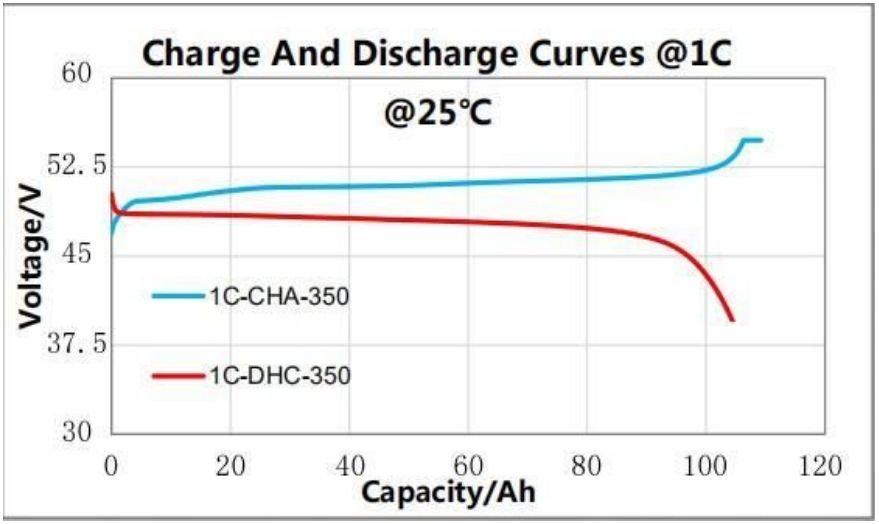 Charge And Discharge Curves @1C
@25℃
60
52.5
45
37.5
30
Voltage/V
1C-CHA-350
1C-DHC-350
0 20 40 60 80 100 120
Capacity/Ah